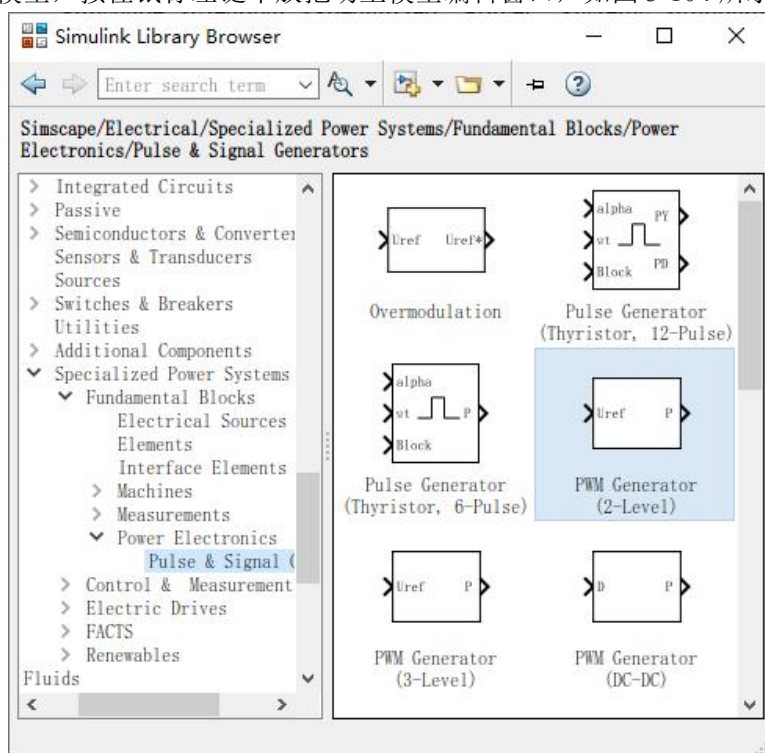 Simulink Library Browser
Enter search term
Simscape/Electrical/Specialized Power Systems/Fundamental Blocks/Power
Electronics/Pulse & Signal Generators
Integrated Circuits
Passive
Semiconductors & Converter
Sensors & Transducers
Sources
Switches & Breakers
Utilities
Additional Components
Specialized Power Systems
Fundamental Blocks
Electrical Sources
Elements
Interface Elements
Machines
Measurements
Power Electronics
Pulse & Signal (
Control & Measurement
Electric Drives
FACTS
Renewables
Fluids
Uref Uref*
Overmodulation
alpha PY
wt
Block PD
Pulse Generator
(Thyristor, 12-Pulse)
alpha
wt P
Block
Pulse Generator
(Thyristor, 6-Pulse)
Uref P
PWM Generator
(2-Level)
Uref P
PWM Generator
(3-Level)
D P
PWM Generator
(DC-DC)